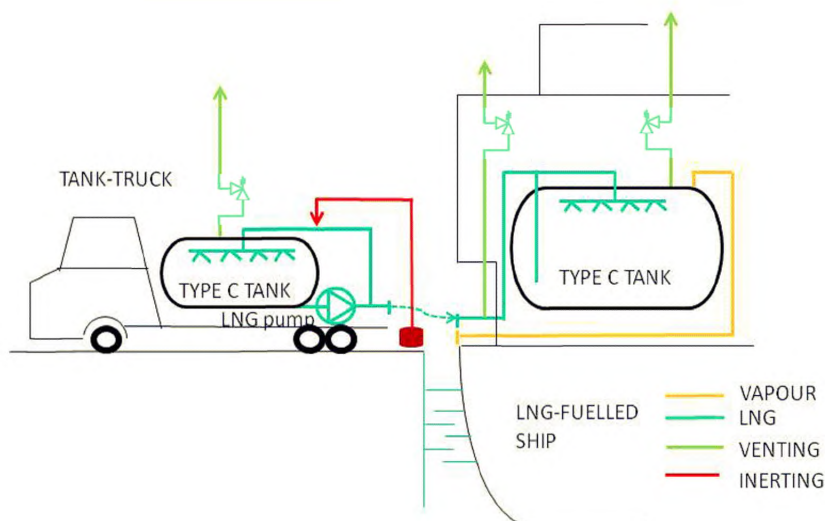 TANK-TRUCK
TYPE C TANK
LNG pump
TYPE C TANK
LNG-FUELLED
SHIP
VAPOUR
LNG
VENTING
INERTING